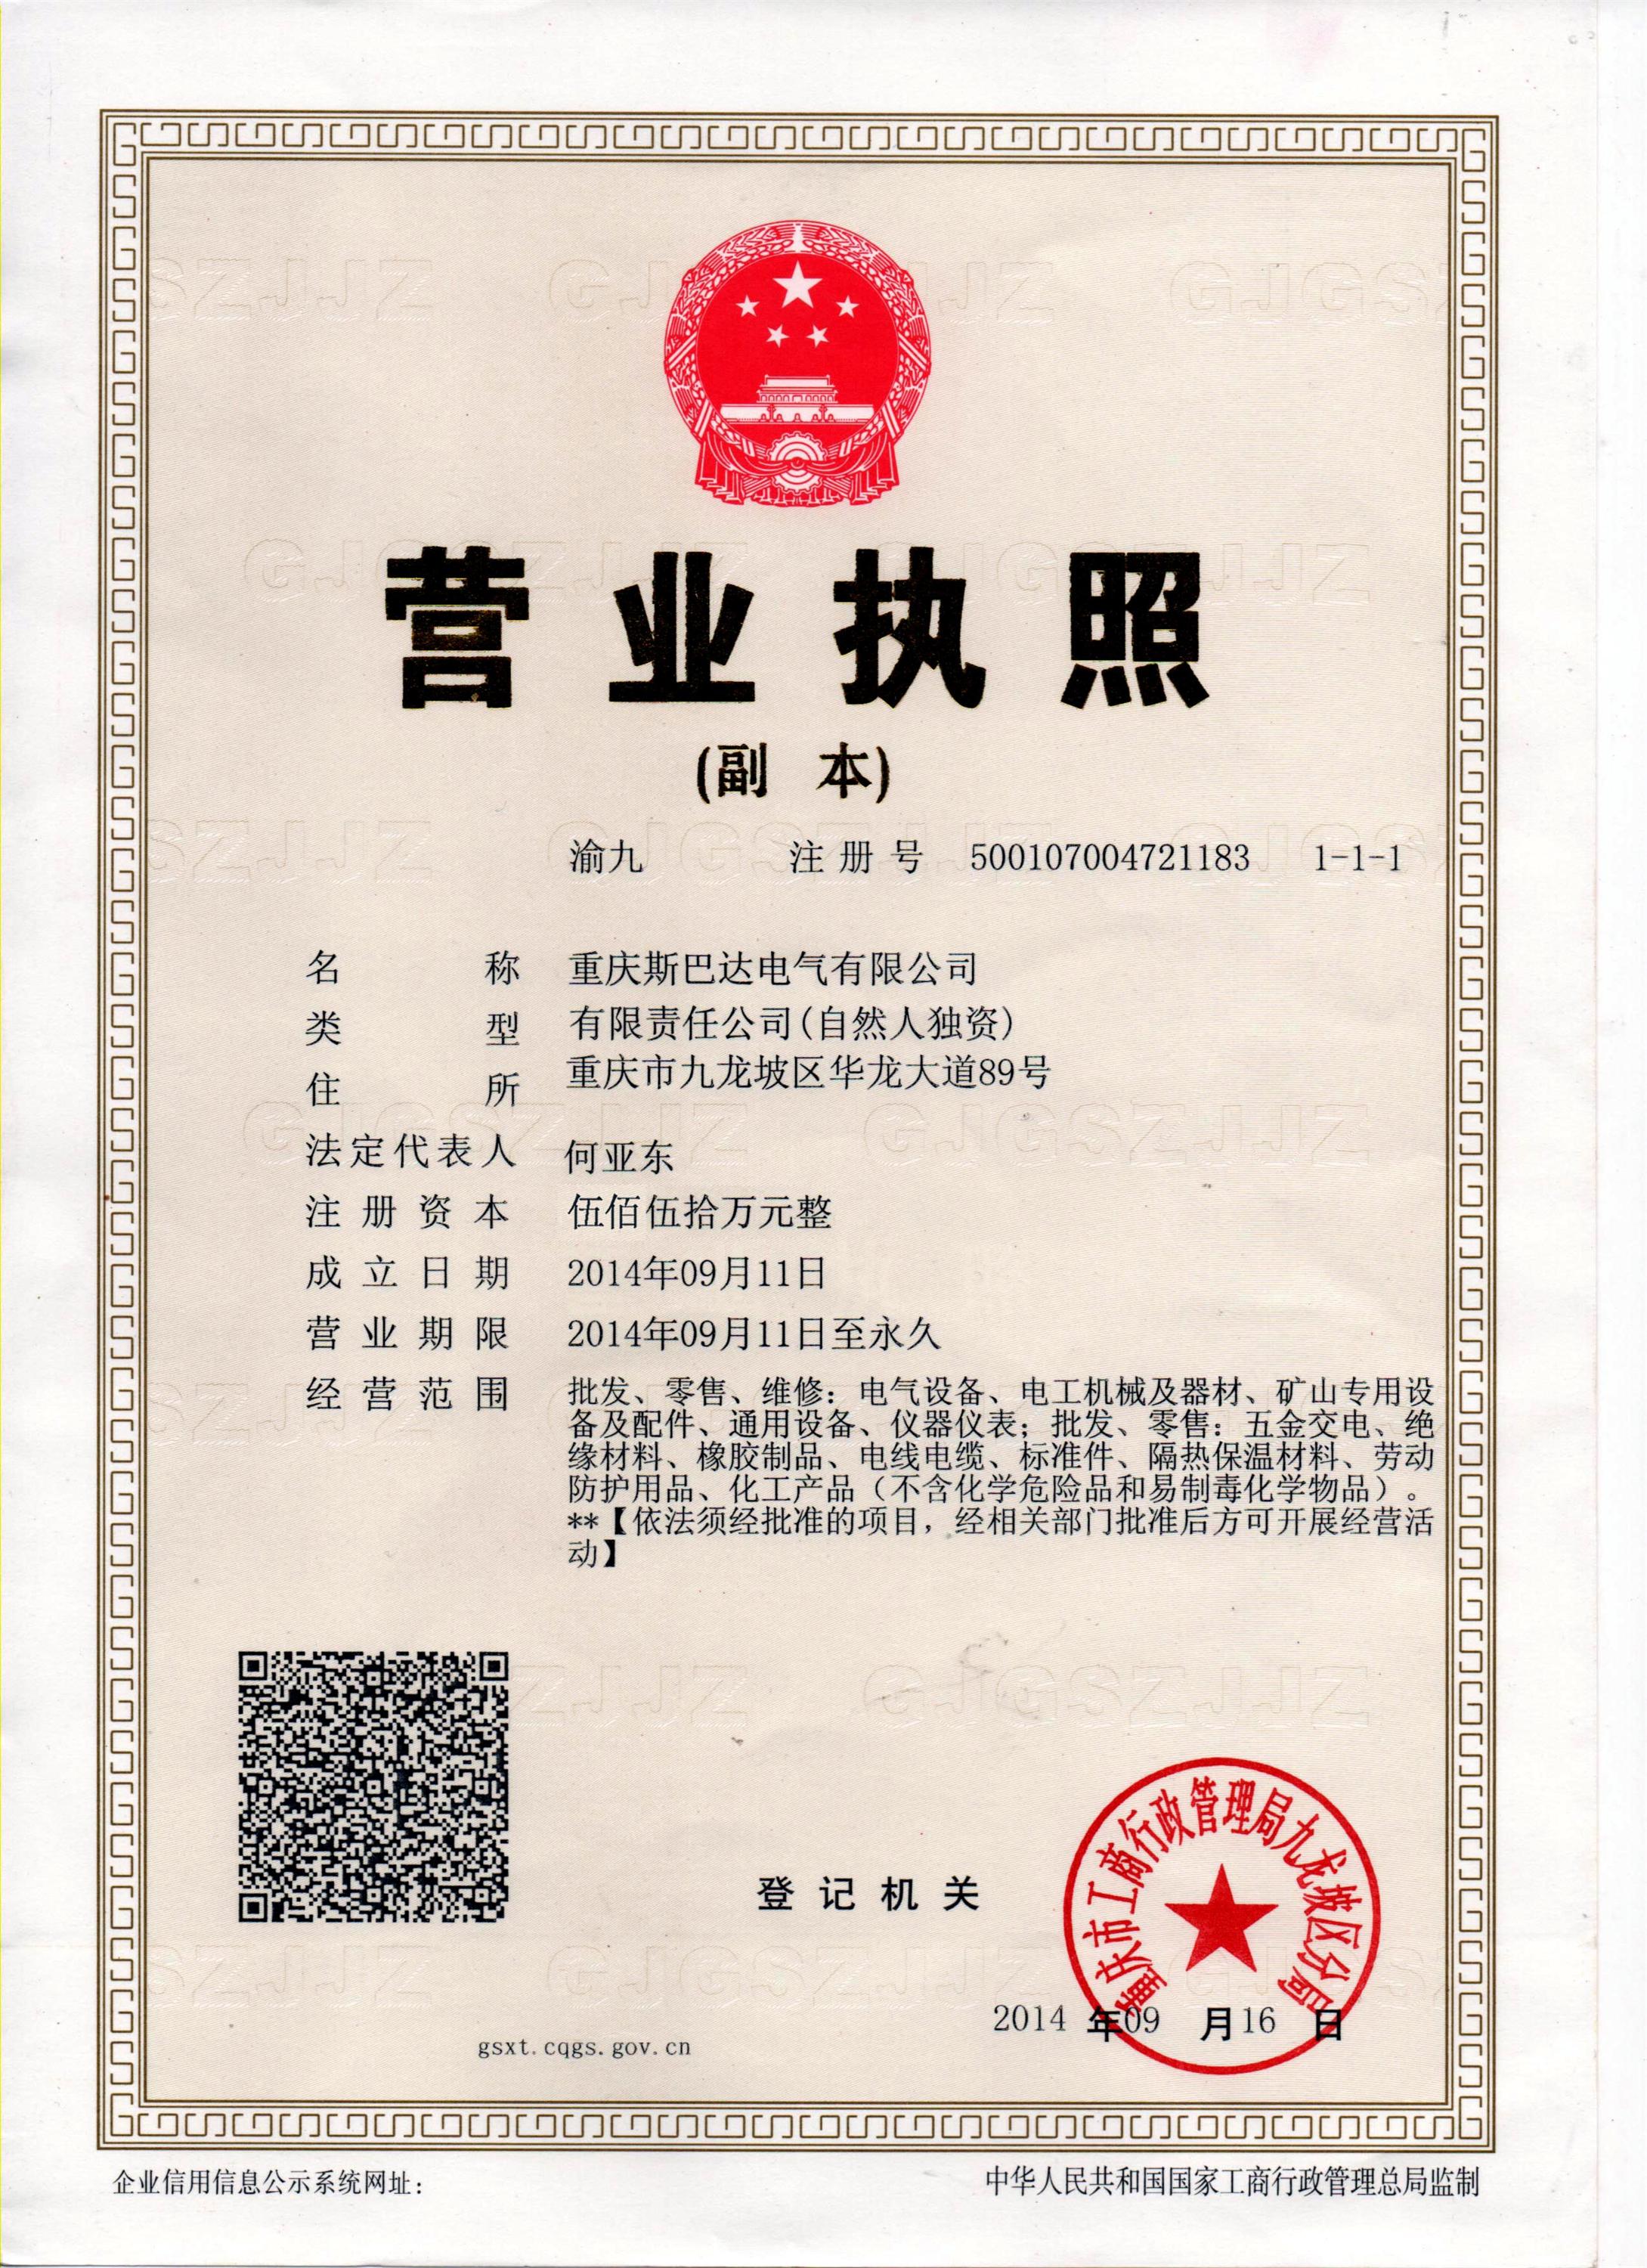 营业执照
(副 本)
渝九 注册号 500107004721183 1-1-1
名称 重庆斯巴达电气有限公司
类型 有限责任公司(自然人独资)
住所 重庆市九龙坡区华龙大道89号
法定代表人 何亚东
注册资本 伍佰伍拾万元整
成立日期 2014年09月11日
营业期限 2014年09月11日至永久
经营范围 批发、零售、维修：电气设备、电工机械及器材、矿山专用设
备及配件、通用设备、仪器仪表；批发、零售：五金交电、绝
缘材料、橡胶制品、电线电缆、标准件、隔热保温材料、劳动
防护用品、化工产品（不含化学危险品和易制毒化学物品）。
**【依法须经批准的项目，经相关部门批准后方可开展经营活
动】
重庆市工商行政管理局九龙坡区分局
登记机关
2014 年09 月16 日
gsxt.cqgs.gov.cn
企业信用信息公示系统网址：
中华人民共和国国家工商行政管理总局监制